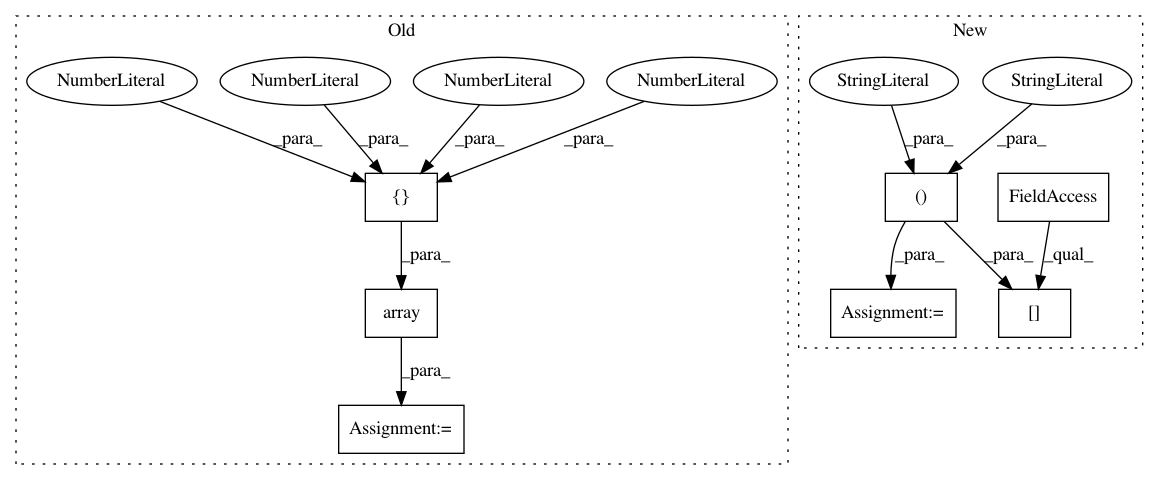 Old
New
NumberLiteral
NumberLiteral
NumberLiteral
NumberLiteral
StringLiteral
StringLiteral
_para_
_para_
_para_
_para_
_para_
_para_
{}
()
FieldAccess
_para_
_para_
_para_
_qual_
array
Assignment:=
[]
_para_
Assignment:=